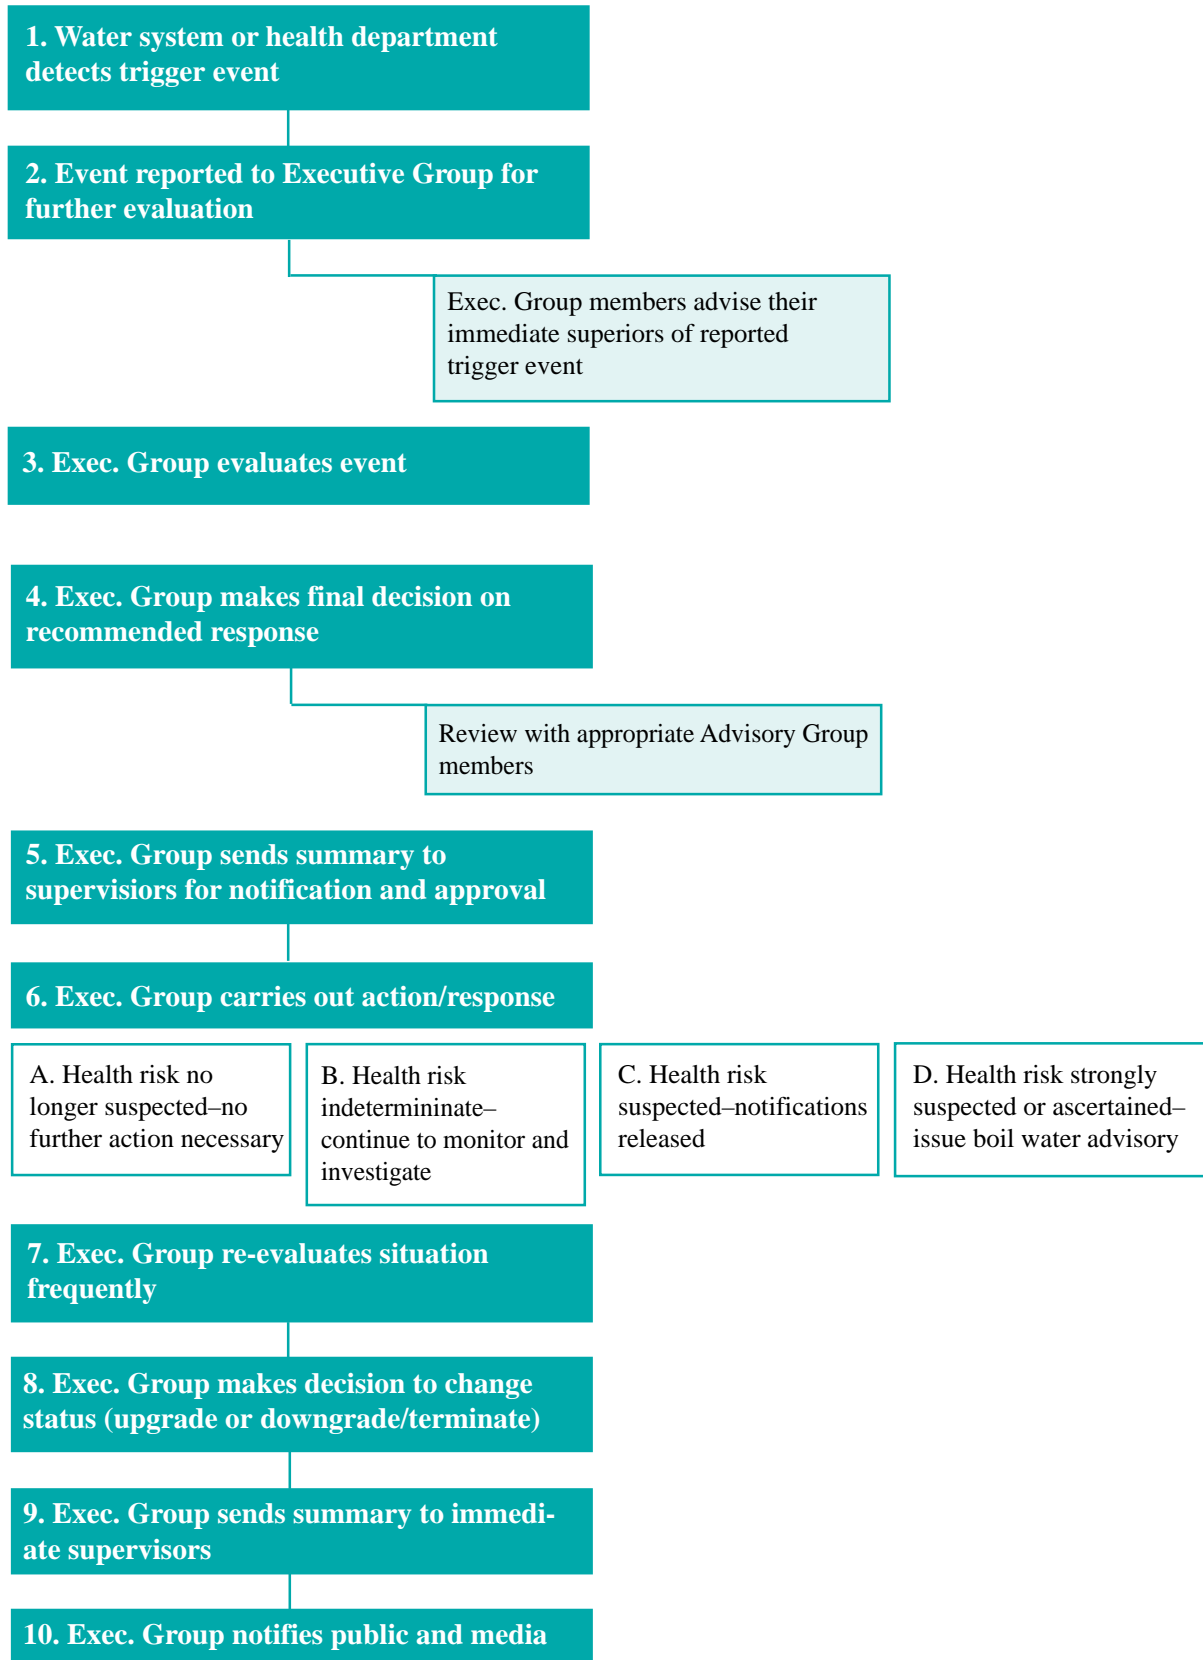 1. Water system or health department
detects trigger event
2. Event reported to Executive Group for
further evaluation
Exec. Group members advise their
immediate superiors of reported
trigger event
3. Exec. Group evaluates event
4. Exec. Group makes final decision on
recommended response
Review with appropriate Advisory Group
members
5. Exec. Group sends summary to
supervisiors for notification and approval
6. Exec. Group carries out action/response
A. Health risk no
longer suspected–no
further action necessary
B. Health risk
indetermininate–
continue to monitor and
investigate
C. Health risk
suspected–notifications
released
D. Health risk strongly
suspected or ascertained–
issue boil water advisory
7. Exec. Group re-evaluates situation
frequently
8. Exec. Group makes decision to change
status (upgrade or downgrade/terminate)
9. Exec. Group sends summary to immedi-
ate supervisors
10. Exec. Group notifies public and media